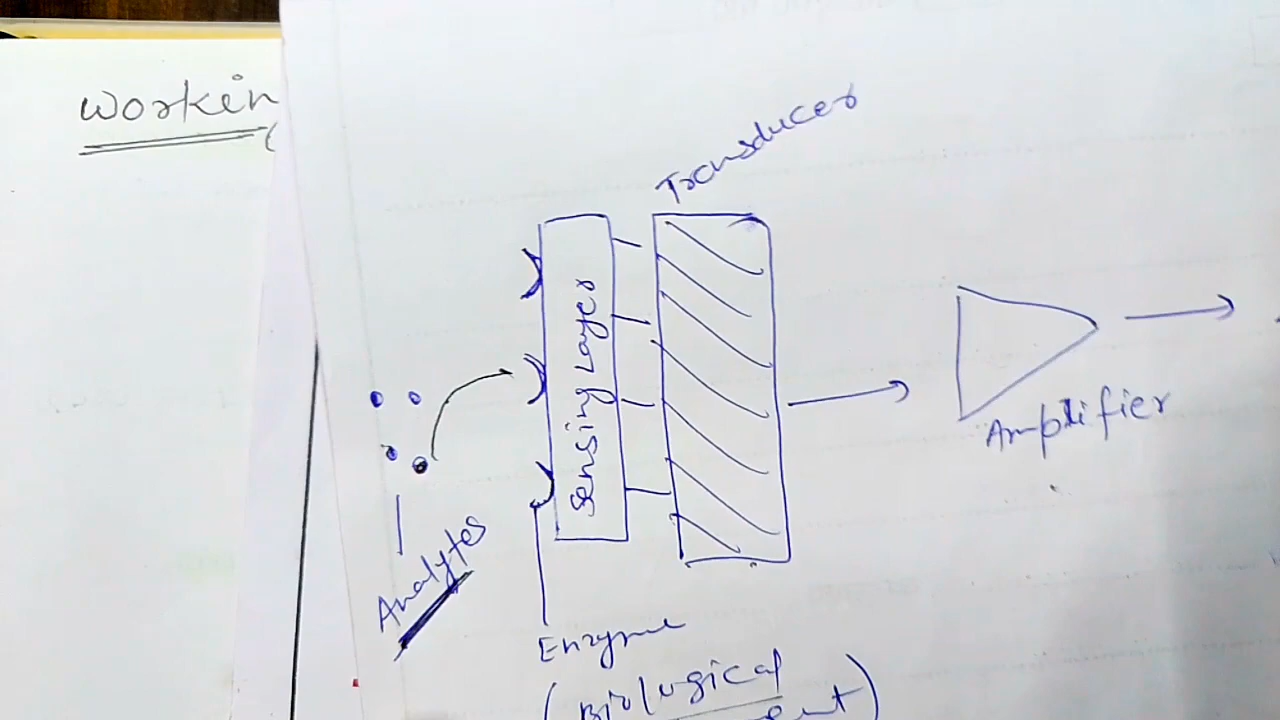 Workin
Transducer
Sensing Layer
Amplifier
Analytes
Enzyme
(Biological